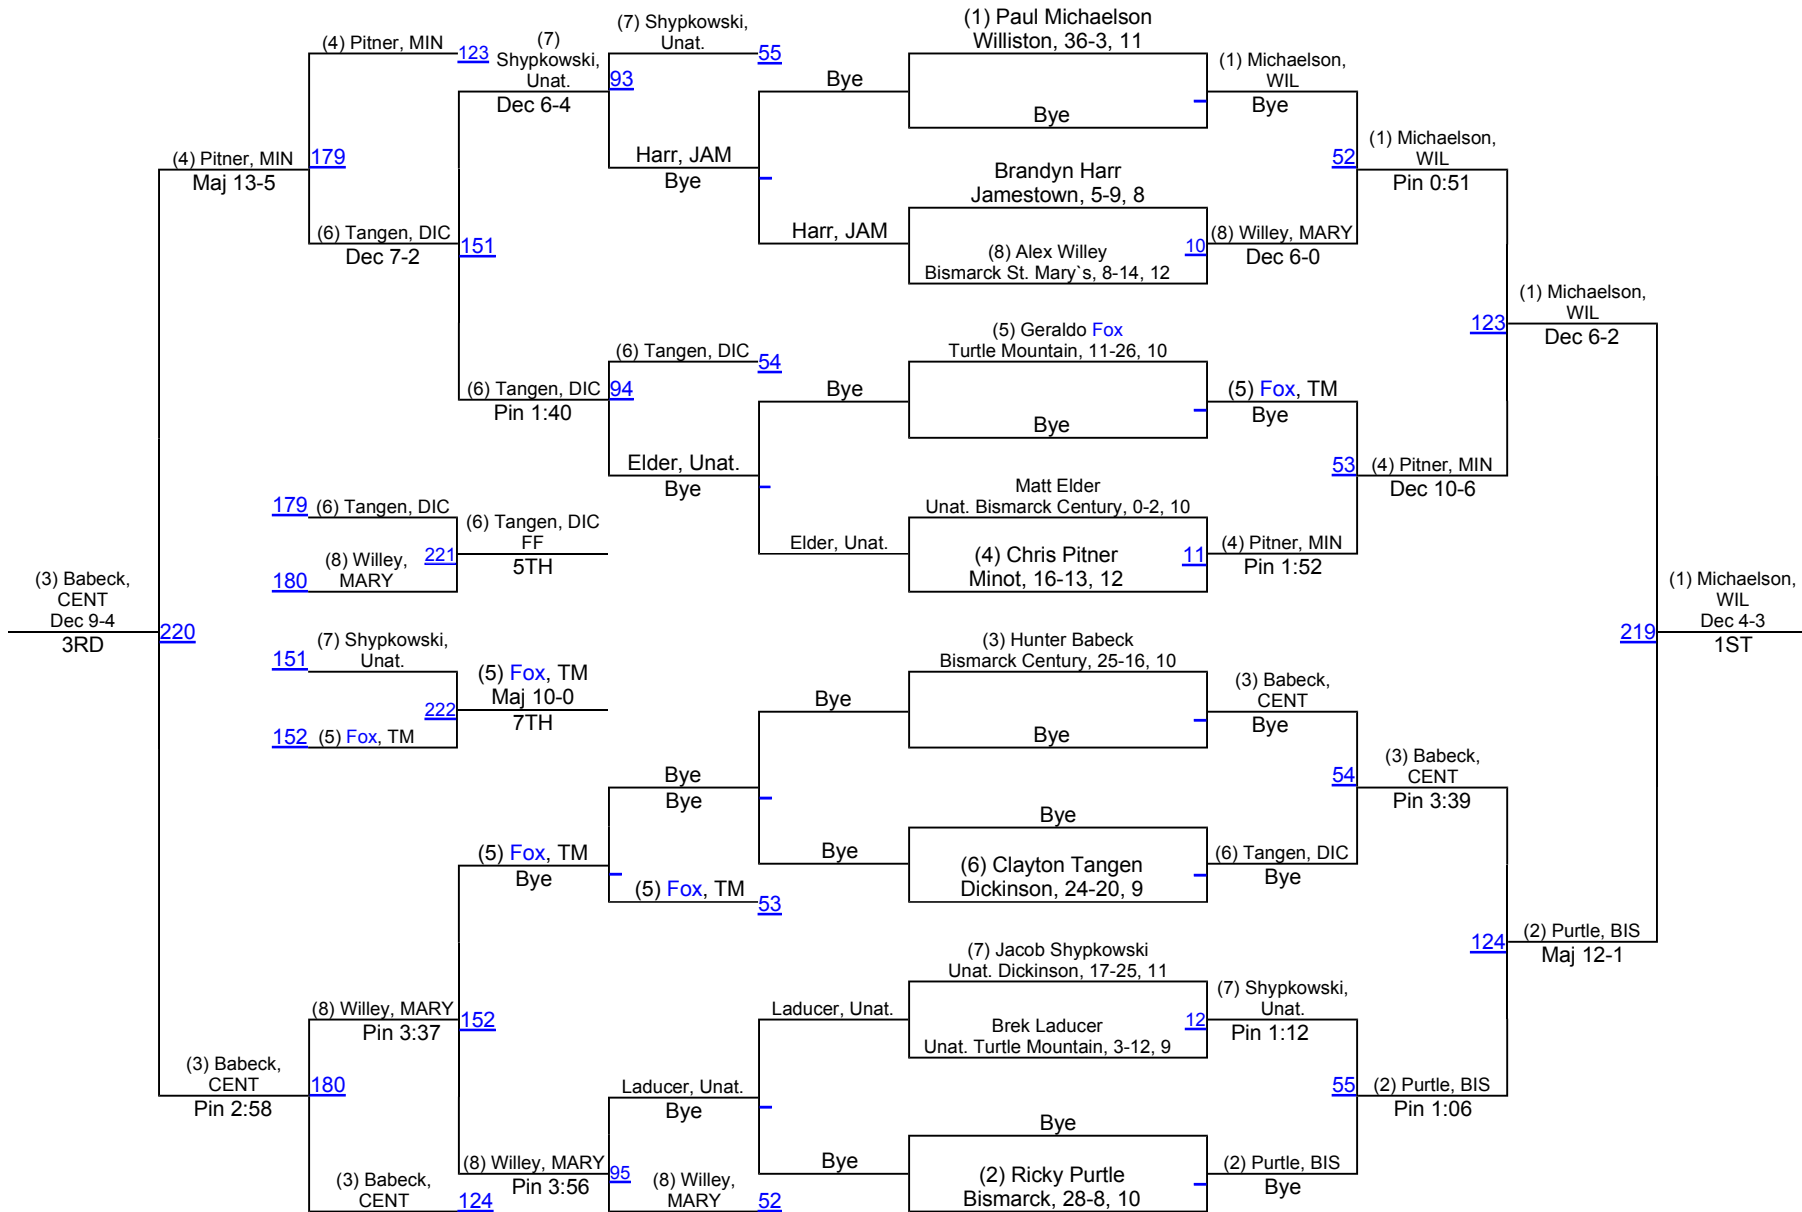 (1) Paul Michaelson
Williston, 36-3, 11
(7) Shypkowski,
Unat.
55
(4) Pitner, MIN
123
(7)
Shypkowski,
Unat.
93
Dec 6-4
Bye
(1) Michaelson,
WIL
Bye
Bye
(4) Pitner, MIN
179
Maj 13-5
Harr, JAM
Bye
Brandyn Harr
Jamestown, 5-9, 8
52
(1) Michaelson,
WIL
Pin 0:51
(6) Tangen, DIC
151
Dec 7-2
Harr, JAM
(8) Alex Willey
Bismarck St. Mary`s, 8-14, 12
10
(8) Willey, MARY
Dec 6-0
(5) Geraldo Fox
Turtle Mountain, 11-26, 10
123
(1) Michaelson,
WIL
Dec 6-2
(6) Tangen, DIC
54
(6) Tangen, DIC
94
Pin 1:40
Bye
Bye
(5) Fox, TM
Bye
Elder, Unat.
Bye
Matt Elder
Unat. Bismarck Century, 0-2, 10
53
(4) Pitner, MIN
Dec 10-6
179
(6) Tangen, DIC
(6) Tangen, DIC
FF
5TH
(8) Willey,
MARY
221
180
Elder, Unat.
(4) Chris Pitner
Minot, 16-13, 12
11
(4) Pitner, MIN
Pin 1:52
(3) Babeck,
CENT
Dec 9-4
3RD
220
(1) Michaelson,
WIL
Dec 4-3
1ST
219
(7) Shypkowski,
Unat.
151
(5) Fox, TM
Maj 10-0
7TH
222
152
(5) Fox, TM
(3) Hunter Babeck
Bismarck Century, 25-16, 10
Bye
Bye
(3) Babeck,
CENT
Bye
Bye
Bye
54
(3) Babeck,
CENT
Pin 3:39
Bye
(6) Clayton Tangen
Dickinson, 24-20, 9
Bye
(6) Tangen, DIC
Bye
(5) Fox, TM
Bye
(5) Fox, TM
53
124
(2) Purtle, BIS
Maj 12-1
(7) Jacob Shypkowski
Unat. Dickinson, 17-25, 11
(8) Willey, MARY
152
Pin 3:37
Laducer, Unat.
Brek Laducer
Unat. Turtle Mountain, 3-12, 9
12
(7) Shypkowski,
Unat.
Pin 1:12
(3) Babeck,
CENT
180
Pin 2:58
Laducer, Unat.
Bye
55
(2) Purtle, BIS
Pin 1:06
Bye
(2) Ricky Purtle
Bismarck, 28-8, 10
Bye
(2) Purtle, BIS
Bye
(8) Willey, MARY
95
Pin 3:56
(8) Willey,
MARY
52
(3) Babeck,
CENT
124